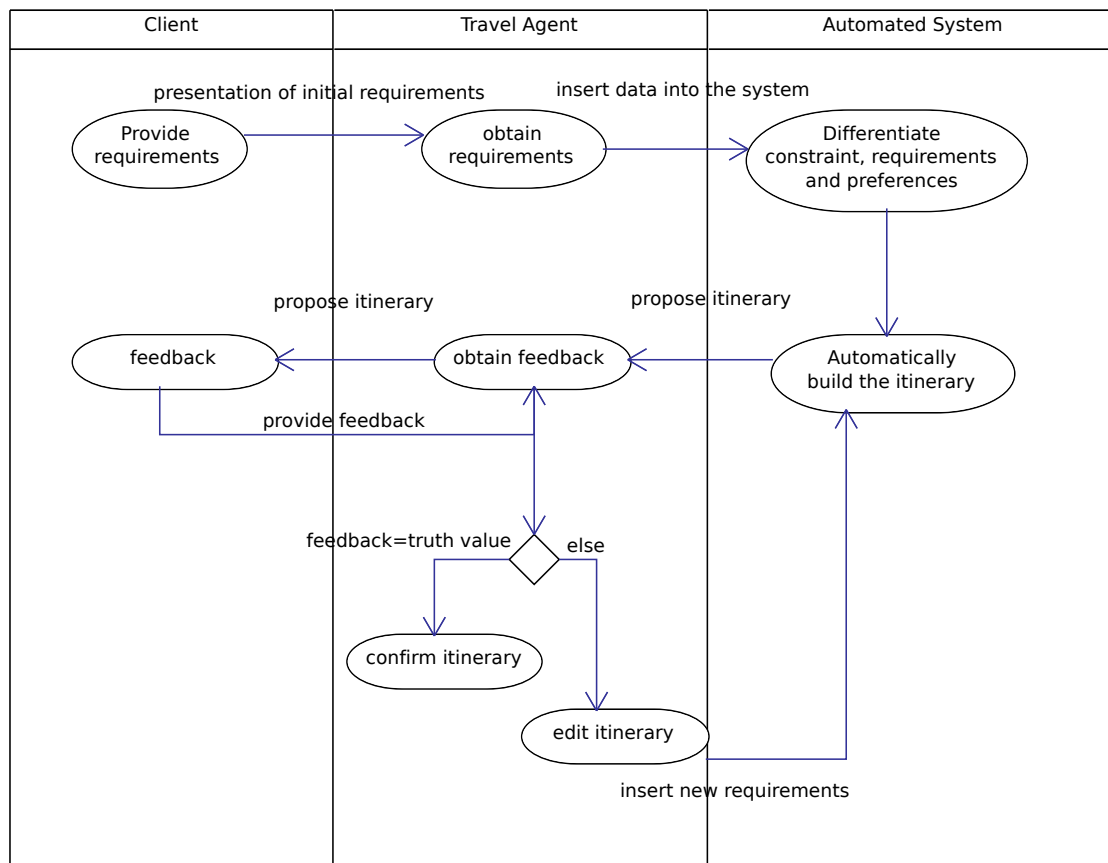 Client
Travel Agent
Automated System
presentation of initial requirements
insert data into the system
Provide
requirements
obtain
requirements
Differentiate
constraint, requirements
and preferences
propose itinerary
propose itinerary
feedback
obtain feedback
Automatically
build the itinerary
provide feedback
feedback=truth value
else
confirm itinerary
edit itinerary
insert new requirements